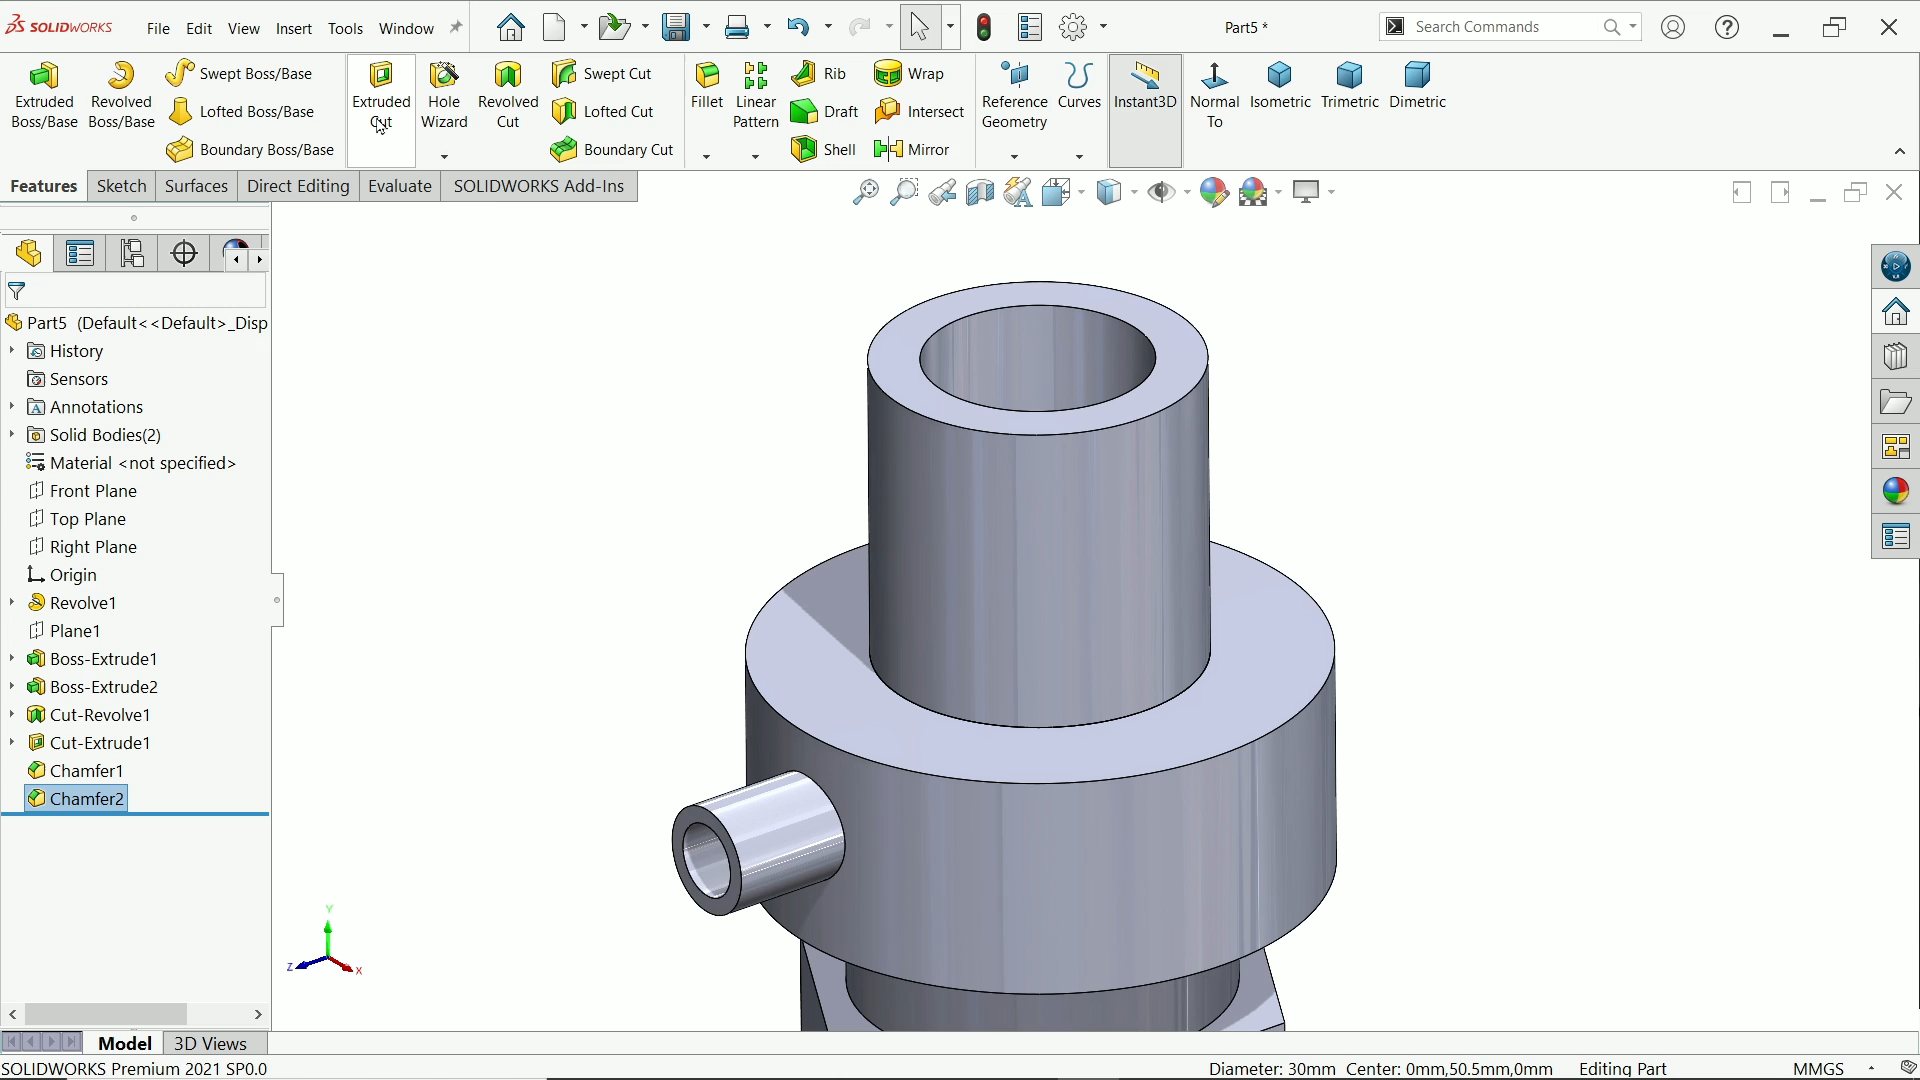 SOLIDWORKS File Edit View Insert Tools Window Part5 * Search Commands
Extruded Boss/Base
Revolved Boss/Base
Swept Boss/Base
Lofted Boss/Base
Boundary Boss/Base
Extruded Cut
Hole Wizard
Revolved Cut
Swept Cut
Lofted Cut
Boundary Cut
Fillet
Linear Pattern
Rib
Draft
Shell
Wrap
Intersect
Mirror
Reference Geometry
Curves
Instant3D
Normal To
Isometric
Trimetric
Dimetric
Features Sketch Surfaces Direct Editing Evaluate SOLIDWORKS Add-Ins
Part5 (Default<<Default>_Disp
History
Sensors
Annotations
Solid Bodies(2)
Material <not specified>
Front Plane
Top Plane
Right Plane
Origin
Revolve1
Plane1
Boss-Extrude1
Boss-Extrude2
Cut-Revolve1
Cut-Extrude1
Chamfer1
Chamfer2
Y
Z
X
Model 3D Views
SOLIDWORKS Premium 2021 SP0.0 Diameter: 30mm Center: 0mm,50.5mm,0mm Editing Part MMGS